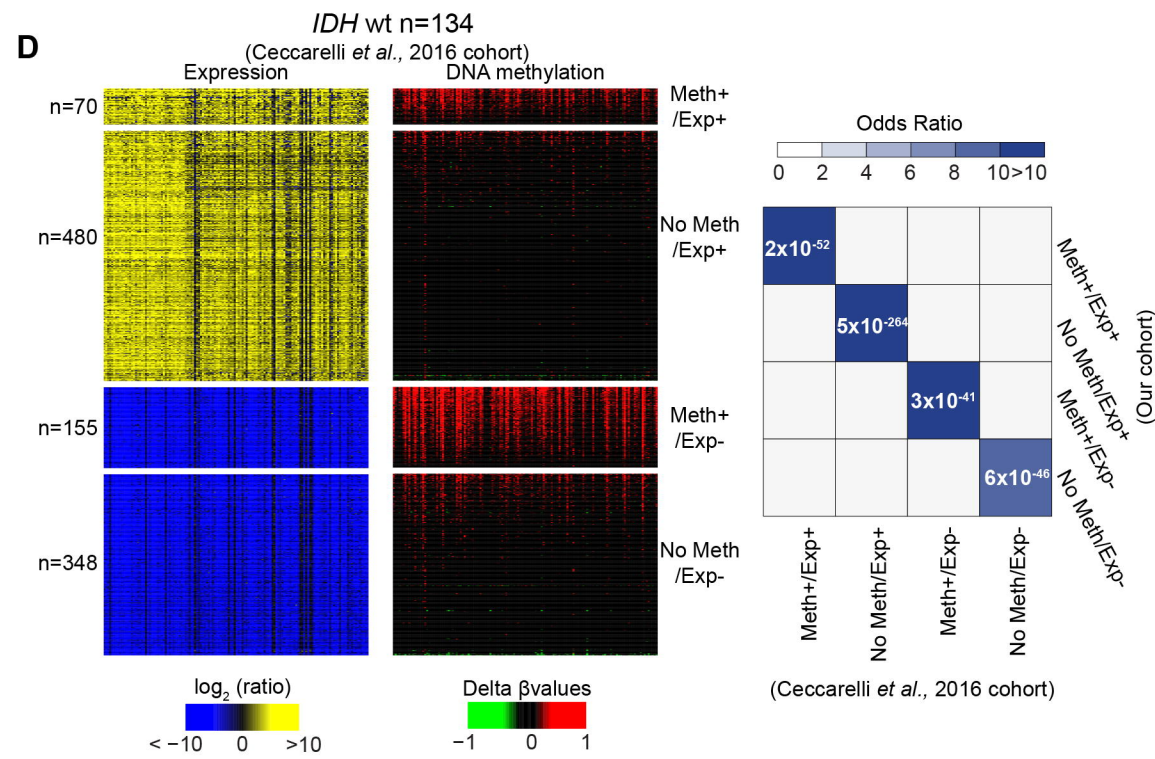 D
IDH wt n=134
(Ceccarelli et al., 2016 cohort)
Expression
DNA methylation
n=70
Meth+
/Exp+
n=480
No Meth
/Exp+
n=155
Meth+
/Exp-
n=348
No Meth
/Exp-
log2 (ratio)
< −10 0 >10
Delta βvalues
−1 0 1
Odds Ratio
0 2 4 6 8 10>10
2x10-52
5x10-264
3x10-41
6x10-46
Meth+/Exp+
No Meth/Exp+
Meth+/Exp-
No Meth/Exp-
(Our cohort)
Meth+/Exp+
No Meth/Exp+
Meth+/Exp-
No Meth/Exp-
(Ceccarelli et al., 2016 cohort)